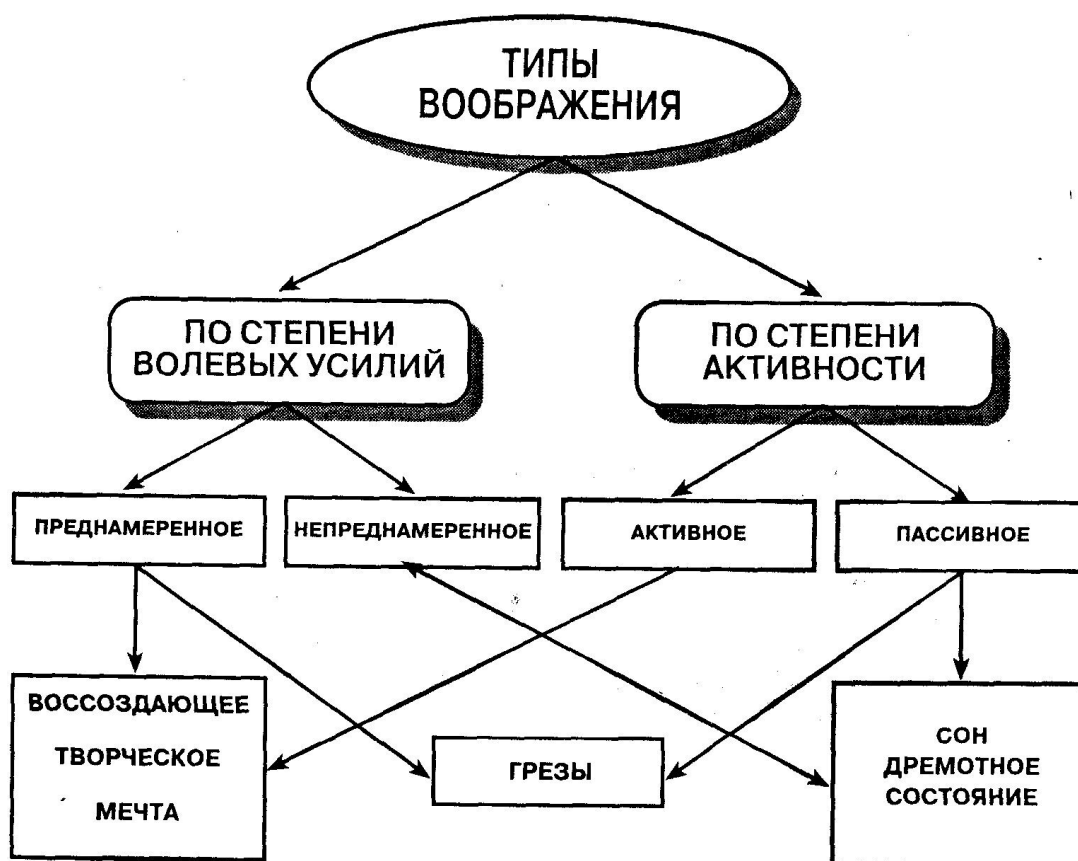 ТИПЫ
ВООБРАЖЕНИЯ
ПО СТЕПЕНИ
ВОЛЕВЫХ УСИЛИЙ
ПО СТЕПЕНИ
АКТИВНОСТИ
ПРЕДНАМЕРЕННОЕ
НЕПРЕДНАМЕРЕННОЕ
АКТИВНОЕ
ПАССИВНОЕ
ВОССОЗДАЮЩЕЕ
ТВОРЧЕСКОЕ
МЕЧТА
ГРЕЗЫ
СОН
ДРЕМОТНОЕ
СОСТОЯНИЕ